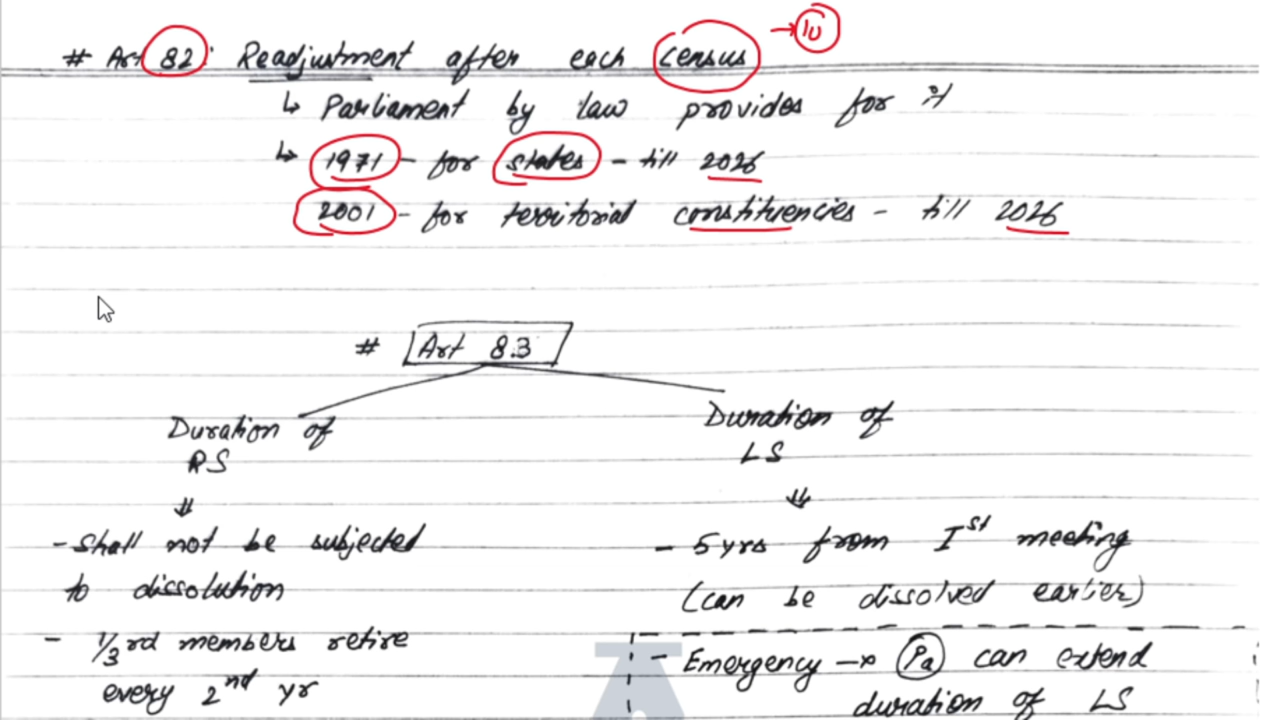 # Art 82: Readjustment after each census → 10
↳ Parliament by law provides for it
↳ 1971 - for states - till 2026
2001 - for territorial constituencies - till 2026
# Art 83
Duration of RS
- Shall not be subjected
to dissolution
- 1/3rd members retire
every 2nd yr
Duration of LS
- 5yrs from Ist meeting
(can be dissolved earlier)
- Emergency → Pa can extend
duration of LS